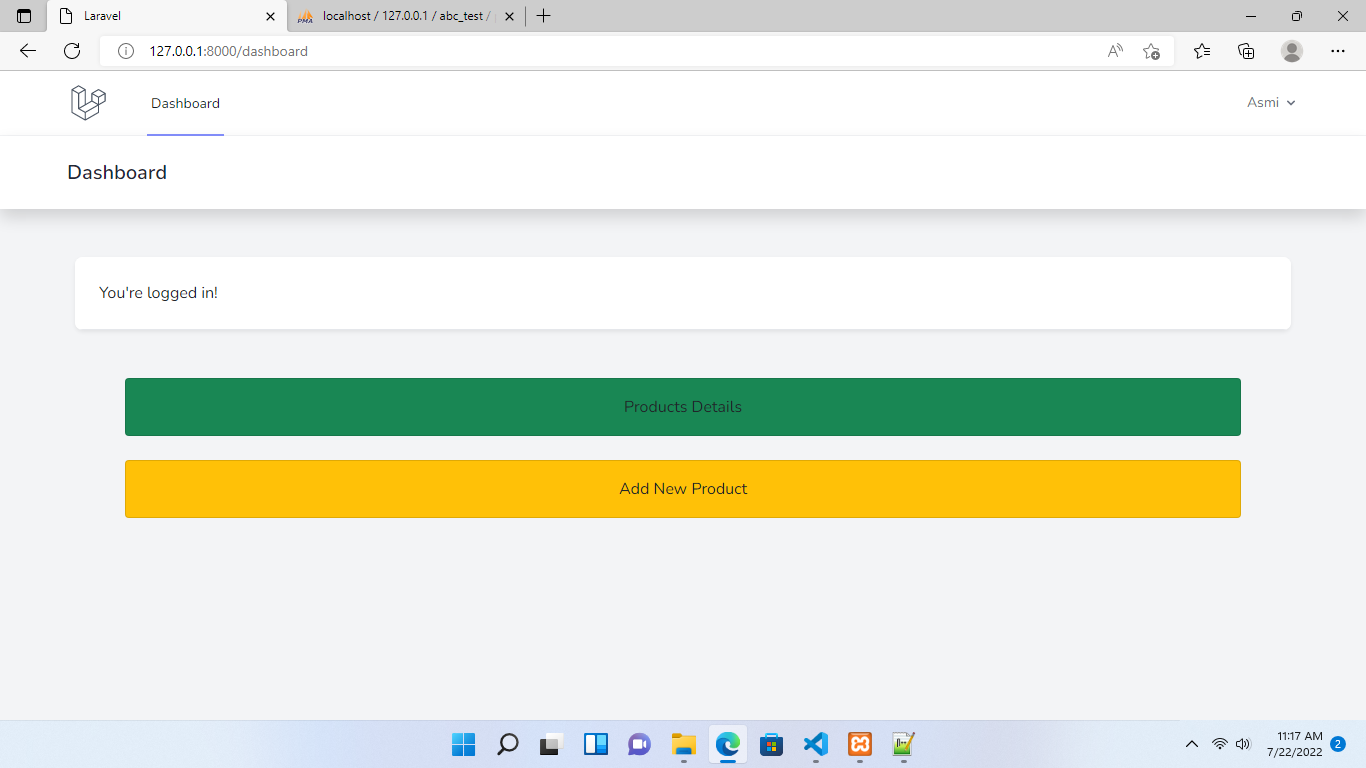 Laravel
localhost / 127.0.0.1 / abc_test /
127.0.0.1:8000/dashboard
Dashboard
Asmi
Dashboard
You're logged in!
Products Details
Add New Product
11:17 AM
7/22/2022
2